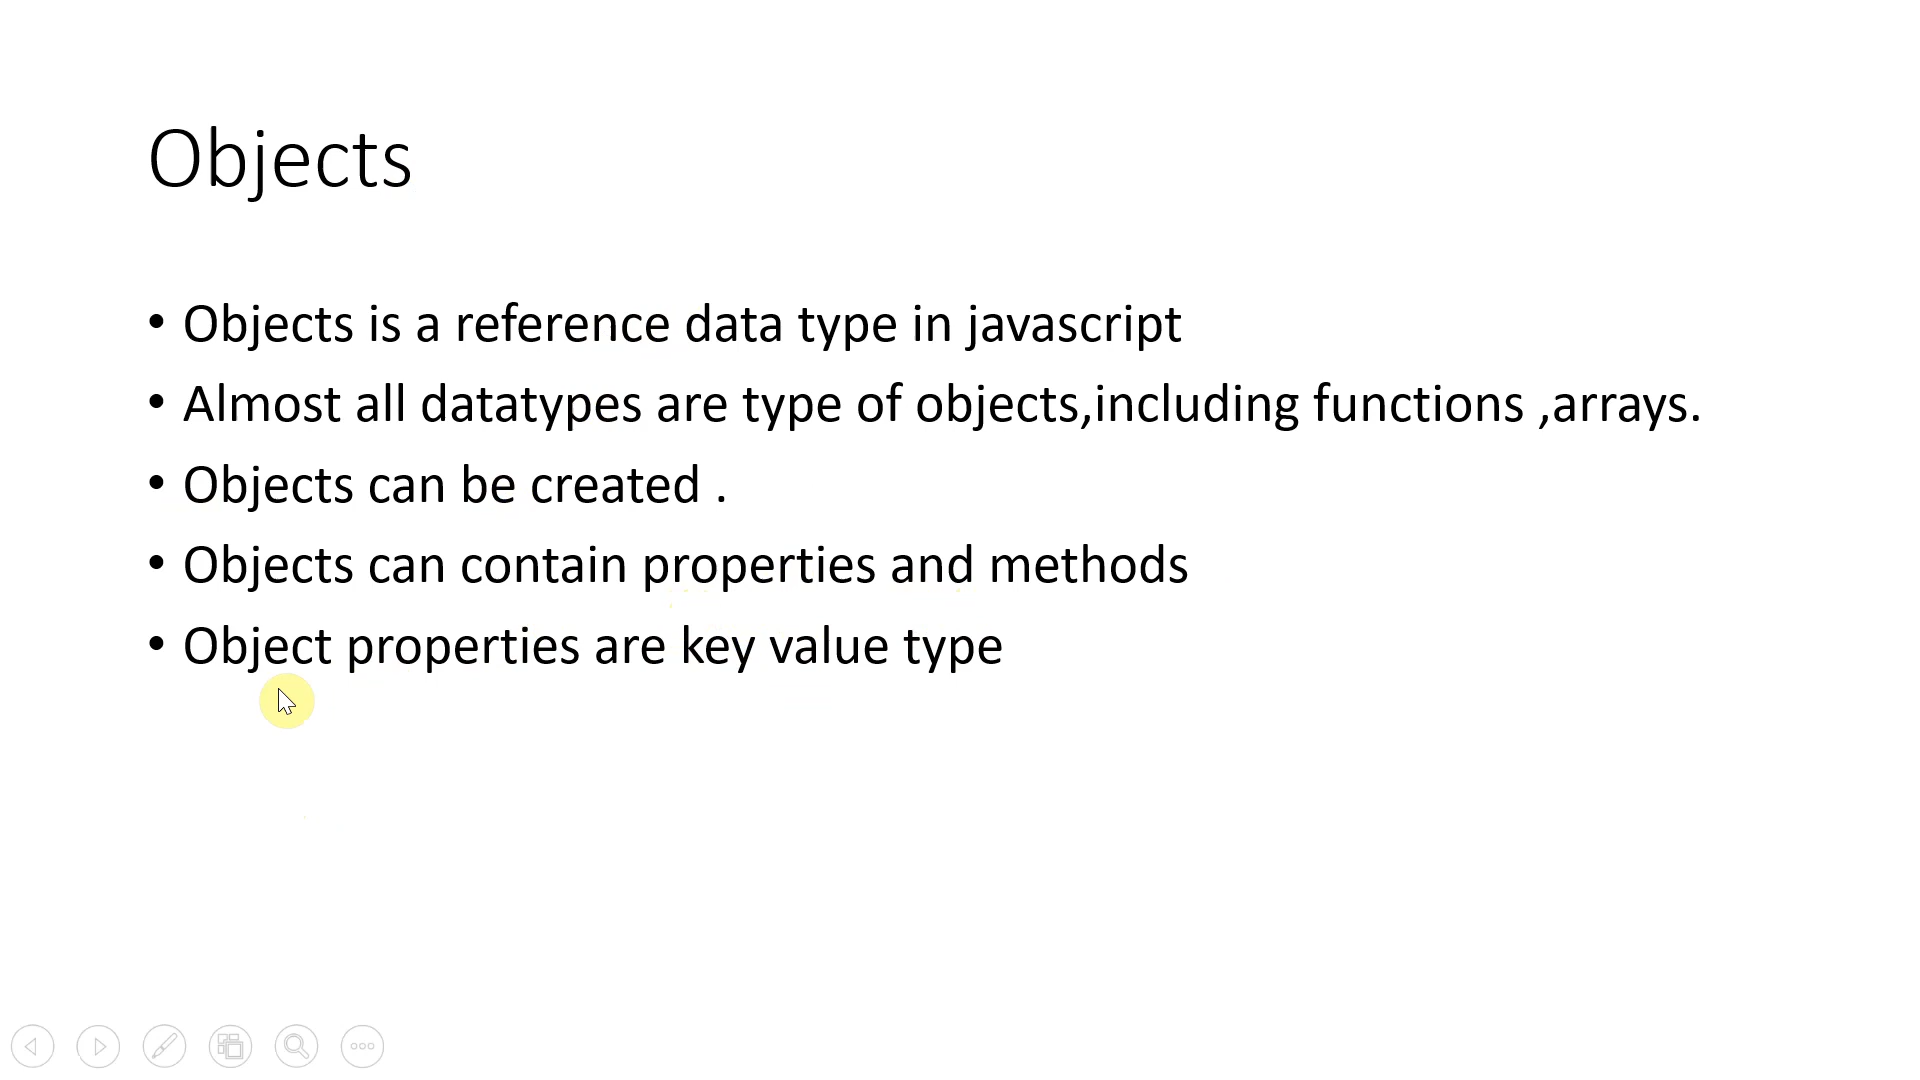 Objects
• Objects is a reference data type in javascript
• Almost all datatypes are type of objects,including functions ,arrays.
• Objects can be created .
• Objects can contain properties and methods
• Object properties are key value type